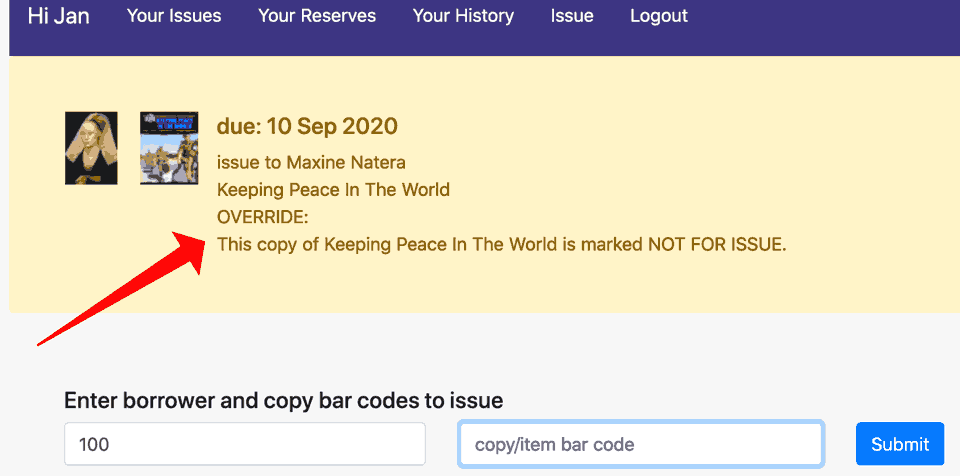 Hi Jan Your Issues Your Reserves Your History Issue Logout
due: 10 Sep 2020
issue to Maxine Natera
Keeping Peace In The World
OVERRIDE:
This copy of Keeping Peace In The World is marked NOT FOR ISSUE.
Enter borrower and copy bar codes to issue
100 copy/item bar code Submit